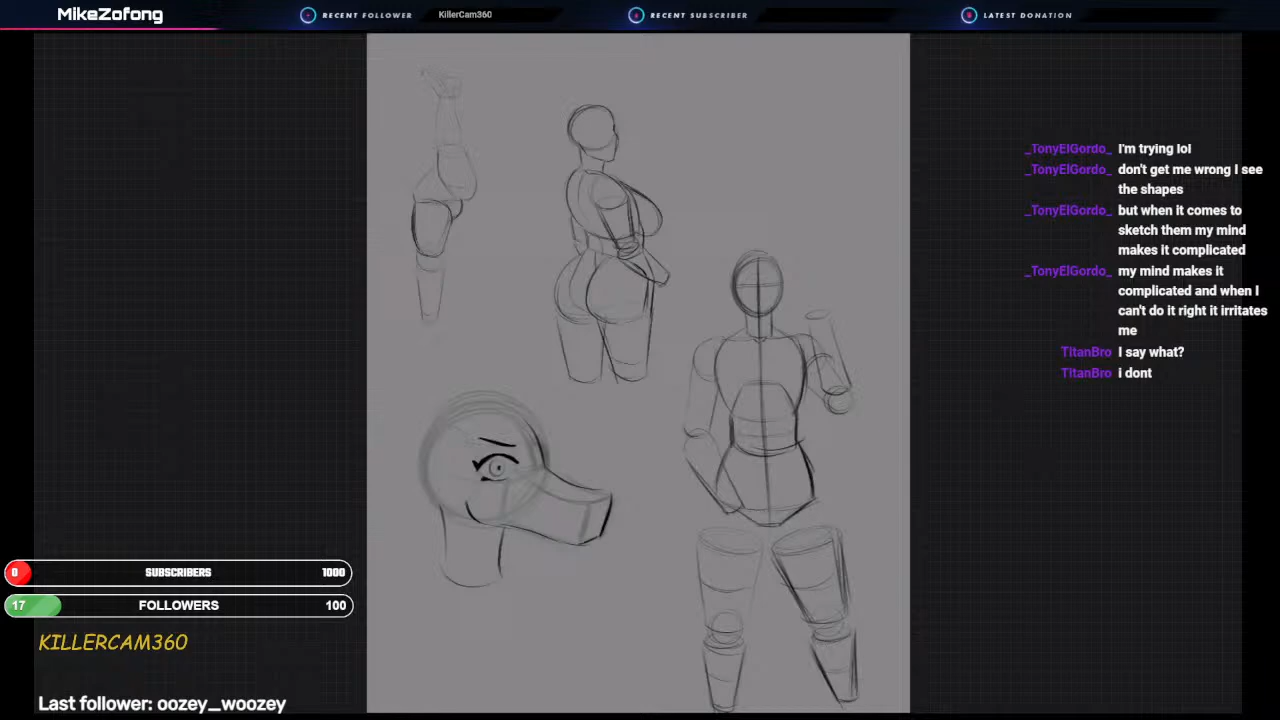 MikeZofong
RECENT FOLLOWER
KillerCam360
RECENT SUBSCRIBER
LATEST DONATION
_TonyElGordo_ I'm trying lol
_TonyElGordo_ don't get me wrong I see
the shapes
_TonyElGordo_ but when it comes to
sketch them my mind
makes it complicated
_TonyElGordo_ my mind makes it
complicated and when I
can't do it right it irritates
me
TItanBro I say what?
TItanBro i dont
0 SUBSCRIBERS 1000
17 FOLLOWERS 100
KILLERCAM360
Last follower: oozey_woozey